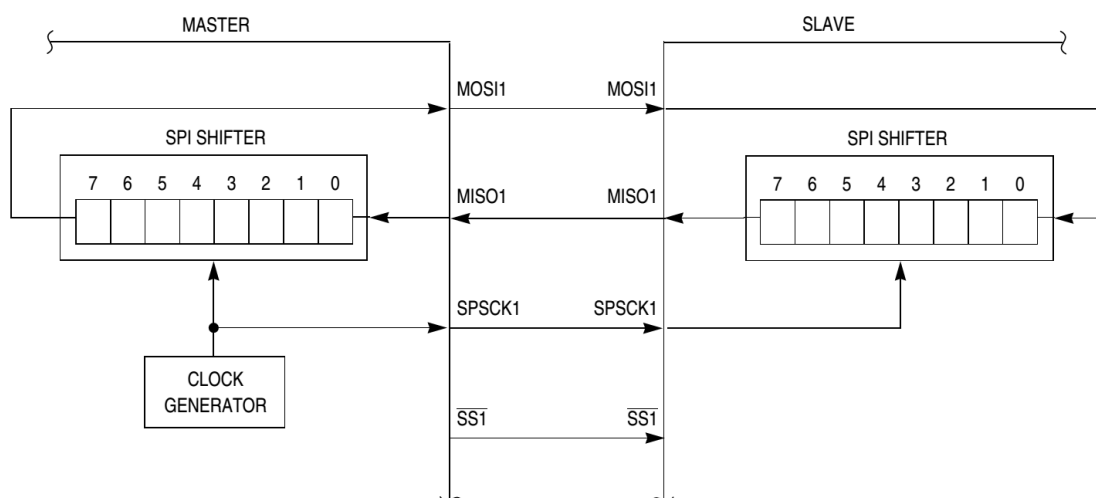 MASTER
SLAVE
MOSI1 MOSI1
SPI SHIFTER
SPI SHIFTER
7 6 5 4 3 2 1 0
MISO1 MISO1
7 6 5 4 3 2 1 0
SPSCK1 SPSCK1
CLOCK
GENERATOR
SS1 SS1